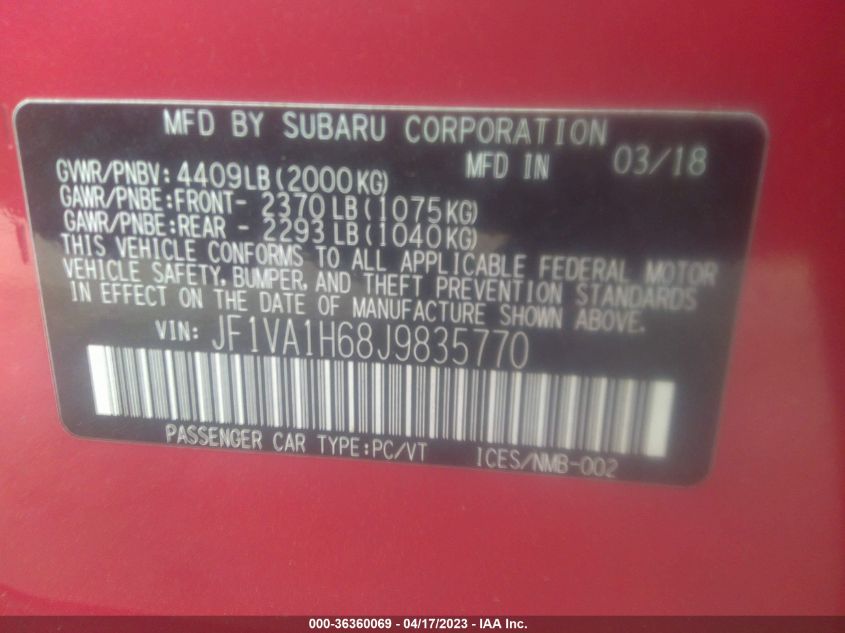 MFD BY SUBARU CORPORATION
MFD IN 03/18
GVWR/PNBV: 4409LB(2000KG)
GAWR/PNBE:FRONT- 2370LB(1075KG)
GAWR/PNBE:REAR - 2293LB(1040KG)
THIS VEHICLE CONFORMS TO ALL APPLICABLE FEDERAL MOTOR
VEHICLE SAFETY, BUMPER, AND THEFT PREVENTION STANDARDS
IN EFFECT ON THE DATE OF MANUFACTURE SHOWN ABOVE.
VIN: JF1VA1H68J9835770
PASSENGER CAR TYPE:PC/VT ICES/NMB-002
000-36360069 - 04/17/2023 - IAA Inc.